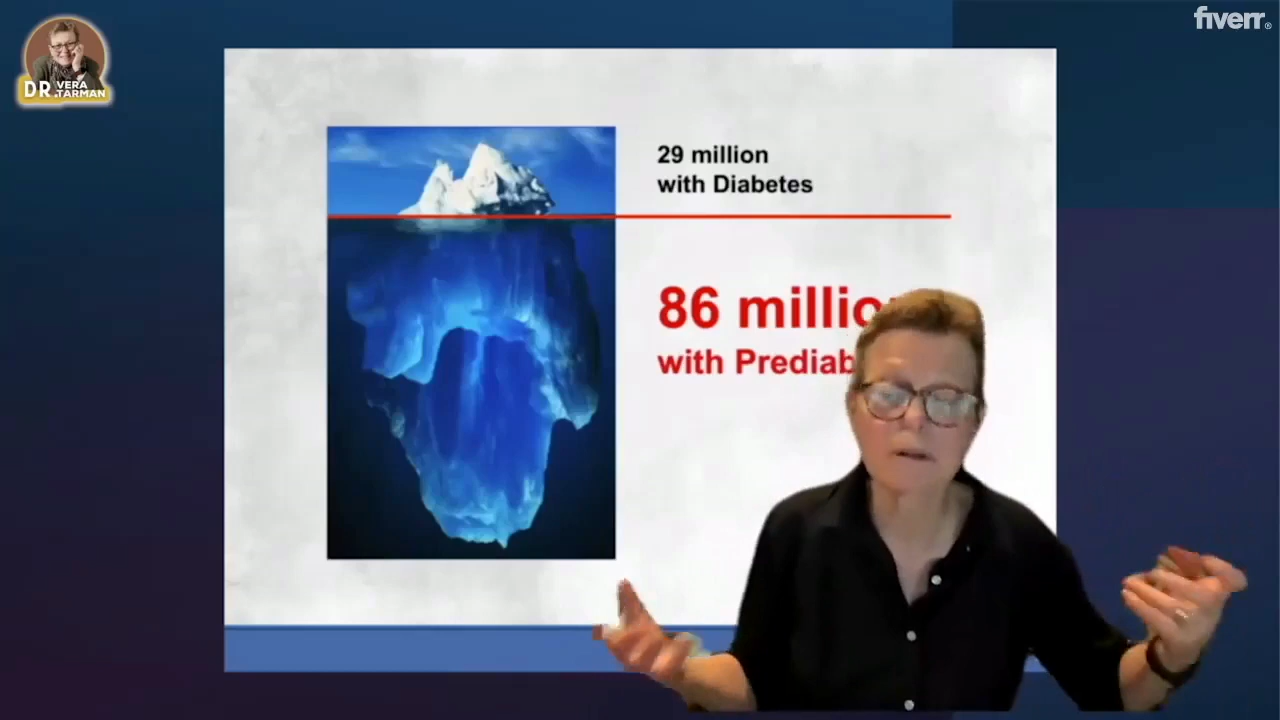 fiverr®
DR. VERA
TARMAN
29 million
with Diabetes
86 millio
with Prediab